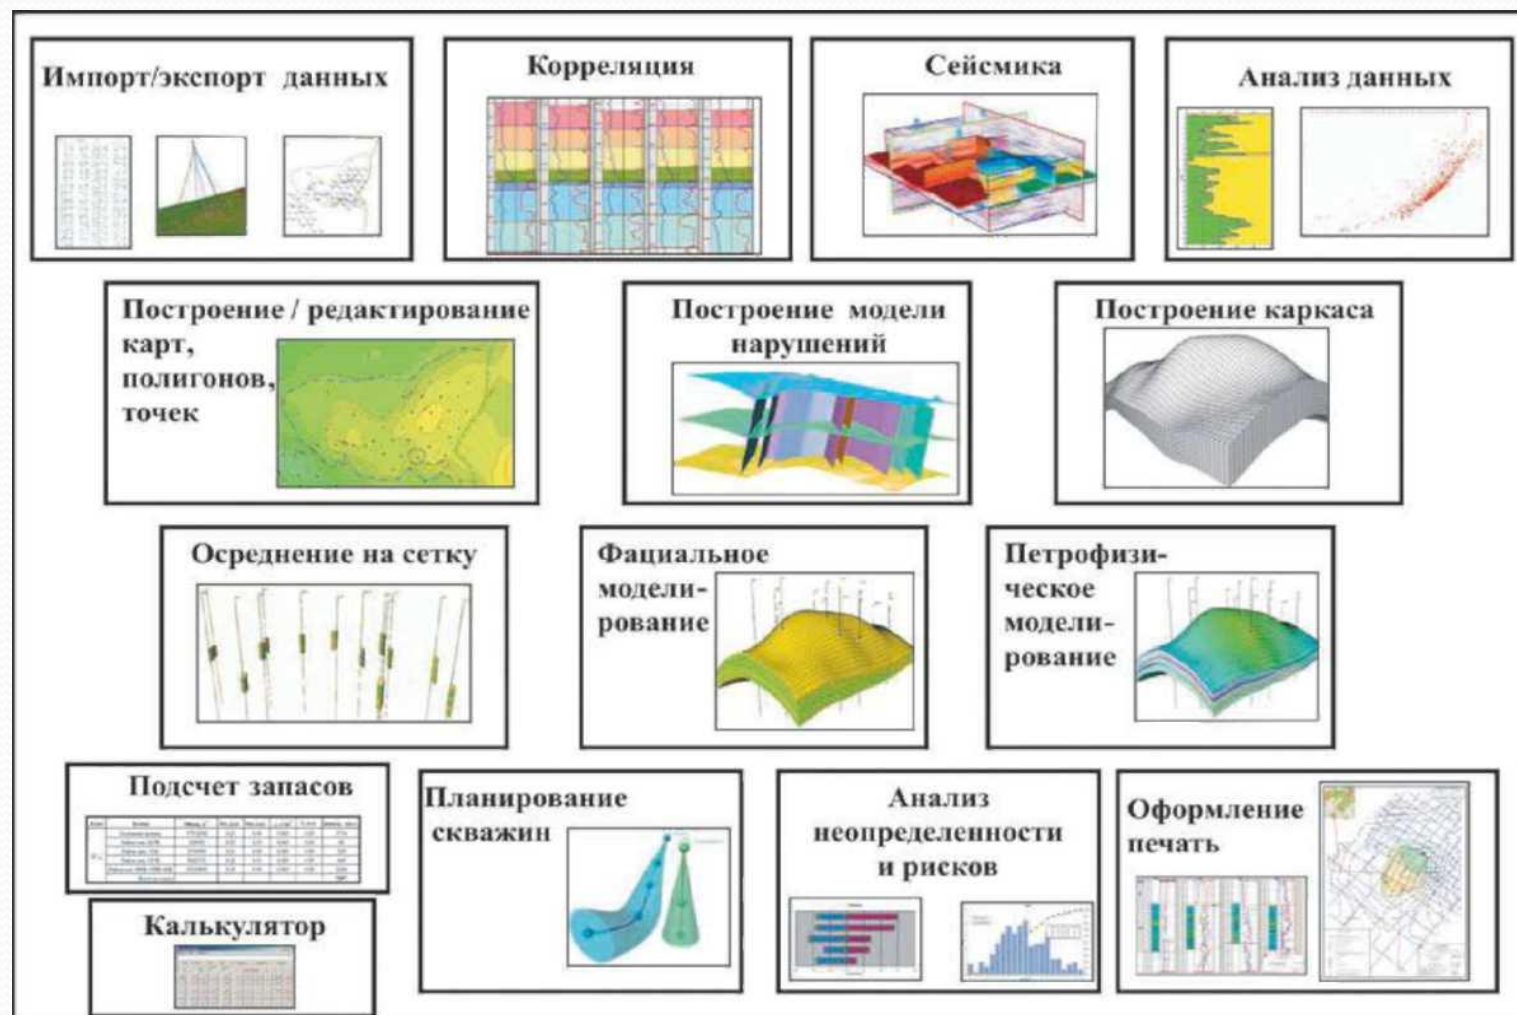 Импорт/экспорт данных
Корреляция
Сейсмика
Анализ данных
Построение / редактирование
карт,
полигонов,
точек
Построение модели
нарушений
Построение каркаса
Осреднение на сетку
Фациальное
модели-
рование
Петрофизи-
ческое
модели-
рование
Подсчет запасов
Калькулятор
Планирование
скважин
Анализ
неопределенности
и рисков
Оформление
печать